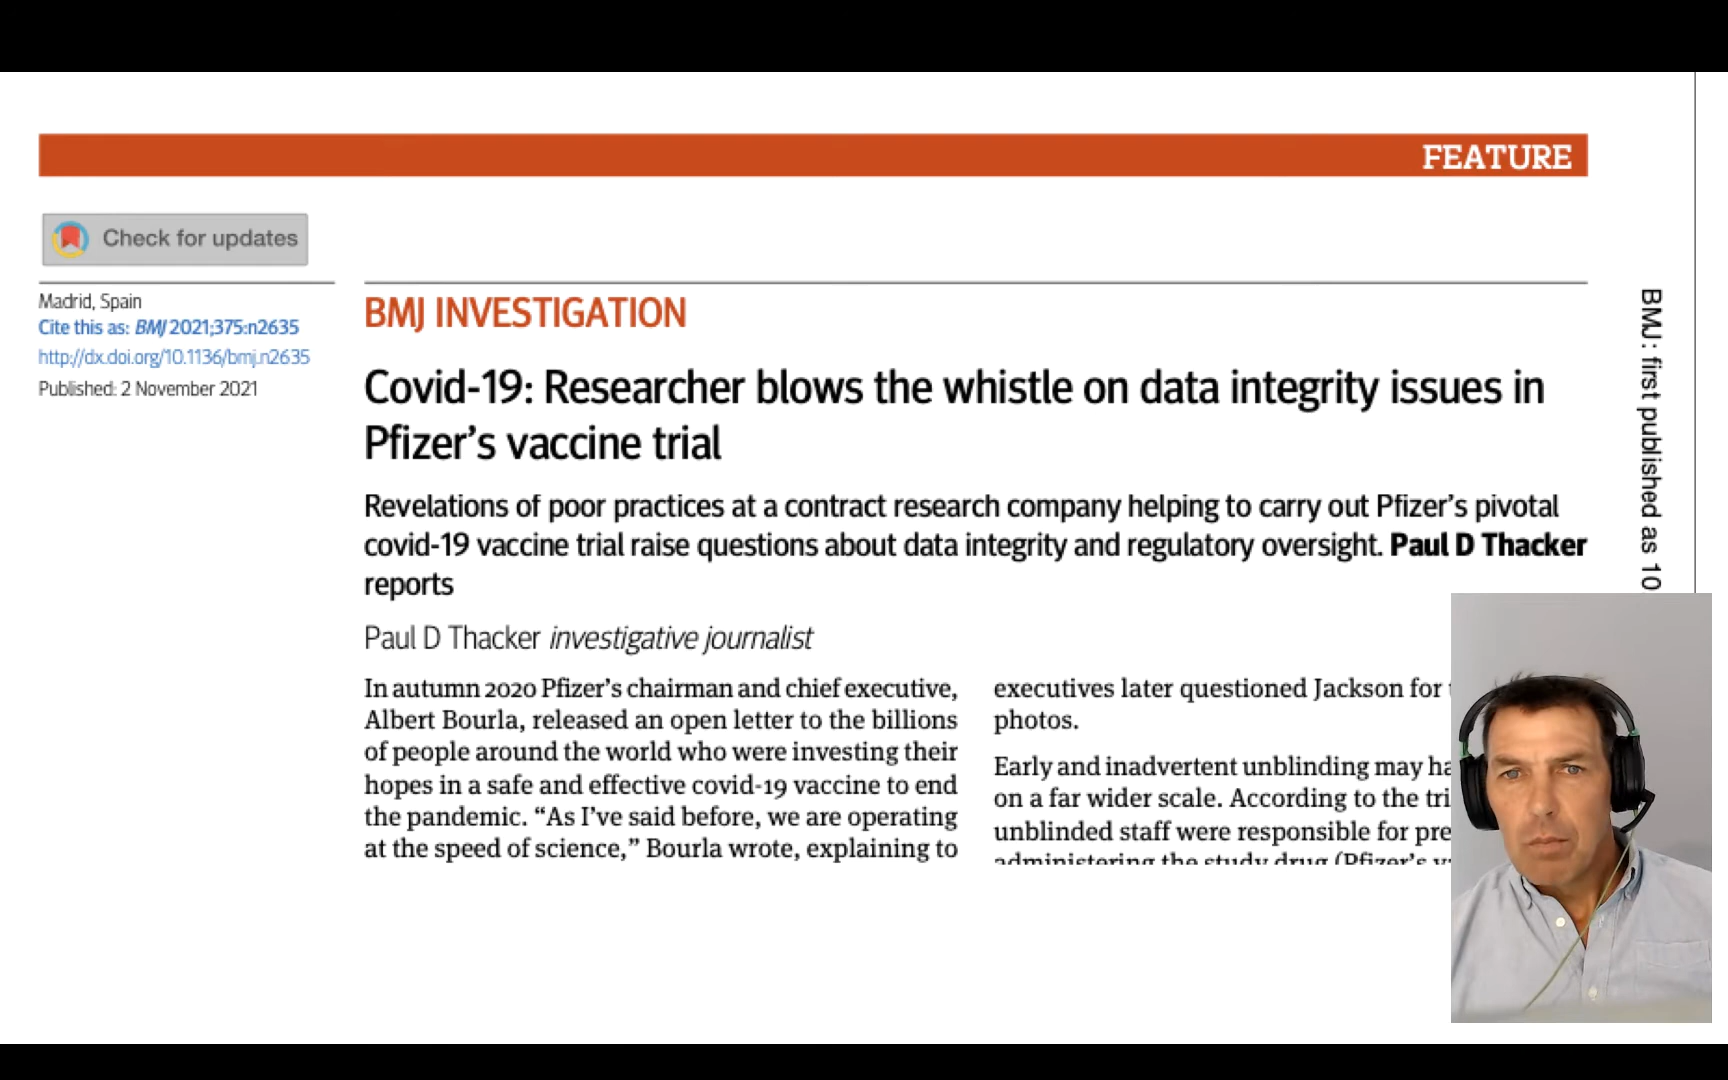 FEATURE
Check for updates
Madrid, Spain
Cite this as: BMJ 2021;375:n2635
http://dx.doi.org/10.1136/bmj.n2635
Published: 2 November 2021
BMJ INVESTIGATION
Covid-19: Researcher blows the whistle on data integrity issues in
Pfizer’s vaccine trial
Revelations of poor practices at a contract research company helping to carry out Pfizer’s pivotal
covid-19 vaccine trial raise questions about data integrity and regulatory oversight. Paul D Thacker
reports
Paul D Thacker investigative journalist
In autumn 2020 Pfizer’s chairman and chief executive,
Albert Bourla, released an open letter to the billions
of people around the world who were investing their
hopes in a safe and effective covid-19 vaccine to end
the pandemic. “As I’ve said before, we are operating
at the speed of science,” Bourla wrote, explaining to
executives later questioned Jackson for
photos.
Early and inadvertent unblinding may
on a far wider scale. According to the
unblinded staff were responsible for
administering the study drug (Pfizer’s
BMJ: first published as 10